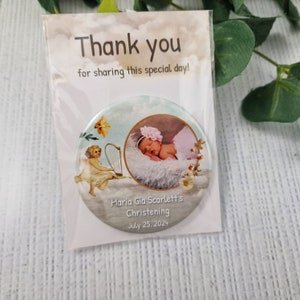 Thank you
for sharing this special day!
Maria Gia Scarlett's
Christening
July 25, 2024